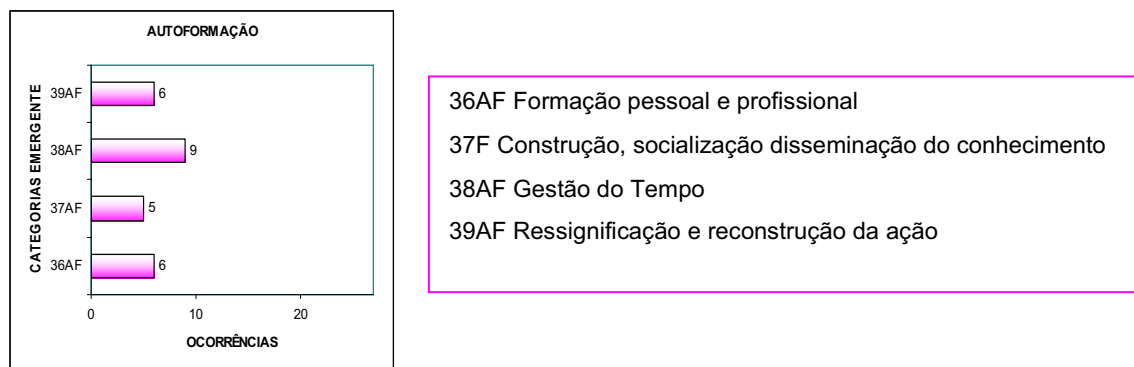 AUTOFORMAÇÃO
CATEGORIAS EMERGENTE
39AF
6
38AF
9
37AF
5
36AF
6
0
10
20
OCORRÊNCIAS
36AF Formação pessoal e profissional
37F Construção, socialização disseminação do conhecimento
38AF Gestão do Tempo
39AF Ressignificação e reconstrução da ação